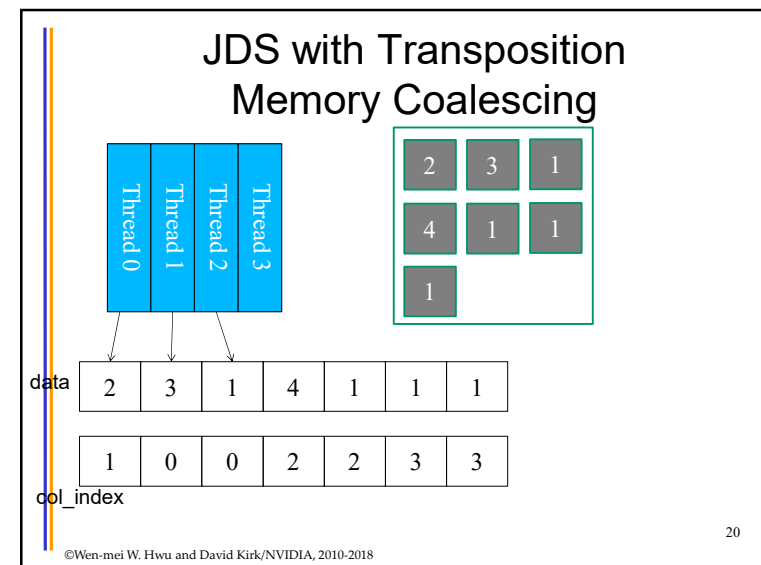 JDS with Transposition
Memory Coalescing
Thread 0
Thread 1
Thread 2
Thread 3
2 3 1
4 1 1
1
data 2 3 1 4 1 1 1
1 0 0 2 2 3 3
col_index
20
©Wen-mei W. Hwu and David Kirk/NVIDIA, 2010-2018